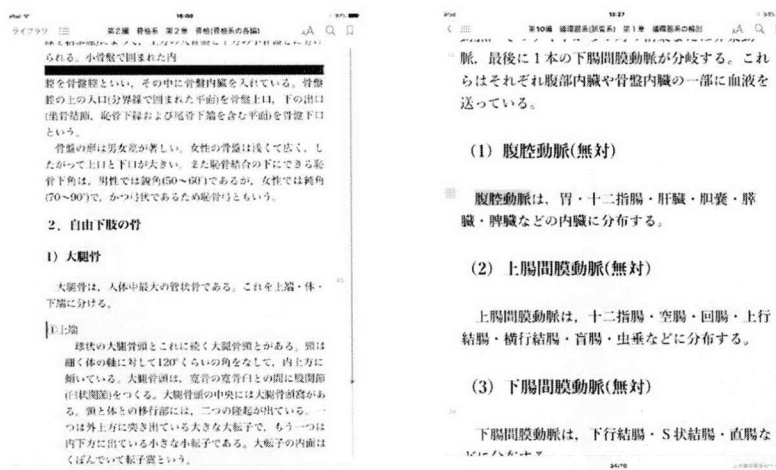 iPad
16:00
ライブラリ
第2編 骨格系 第2章 骨格(骨格系の各論)
ぁA
られる。小骨盤で囲まれた内
腔を骨盤腔といい、その中に骨盤内臓を入れている。骨盤
腔の上の入口(分界線で囲まれた平面)を骨盤上口、下の出口
(坐骨結節、恥骨下縁および尾骨下端を含む平面)を骨盤下口
という。
骨盤の形は男女差が著しい。女性の骨盤は浅くて広く、し
たがって上口と下口が大きい。また恥骨結合の下にできる恥
骨下角は、男性では鋭角(50～60°)であるが、女性では鈍角
(70～90°)で、かつ弓状であるため恥骨弓ともいう。
2．自由下肢の骨
1）大腿骨
大腿骨は、人体中最大の管状骨である。これを上端・体・
下端に分ける。
①上端
球状の大腿骨頭とこれに続く大腿骨頸とがある。頸は
細く体の軸に対して120°くらいの角をなして、内上方に
傾いている。大腿骨頭は、寛骨の寛骨臼との間に股関節
(臼状関節)をつくる。大腿骨頭の中央には大腿骨頭窩があ
る。頸と体との移行部には、二つの隆起が出ている。一
つは外上方に突き出ている大きな大転子で、もう一つは
内下方に出ている小さな小転子である。大転子の内面は
くぼんでいて転子窩という。
iPad
13:27
第10編 循環器系(脈管系) 第1章 循環器系の解剖
ぁA
脈，最後に1本の下腸間膜動脈が分岐する。これ
らはそれぞれ腹部内臓や骨盤内臓の一部に血液を
送っている。
(1) 腹腔動脈(無対)
腹腔動脈は，胃・十二指腸・肝臓・胆嚢・膵
臓・脾臓などの内臓に分布する。
(2) 上腸間膜動脈(無対)
上腸間膜動脈は，十二指腸・空腸・回腸・上行
結腸・横行結腸・盲腸・虫垂などに分布する。
(3) 下腸間膜動脈(無対)
下腸間膜動脈は，下行結腸・S状結腸・直腸な